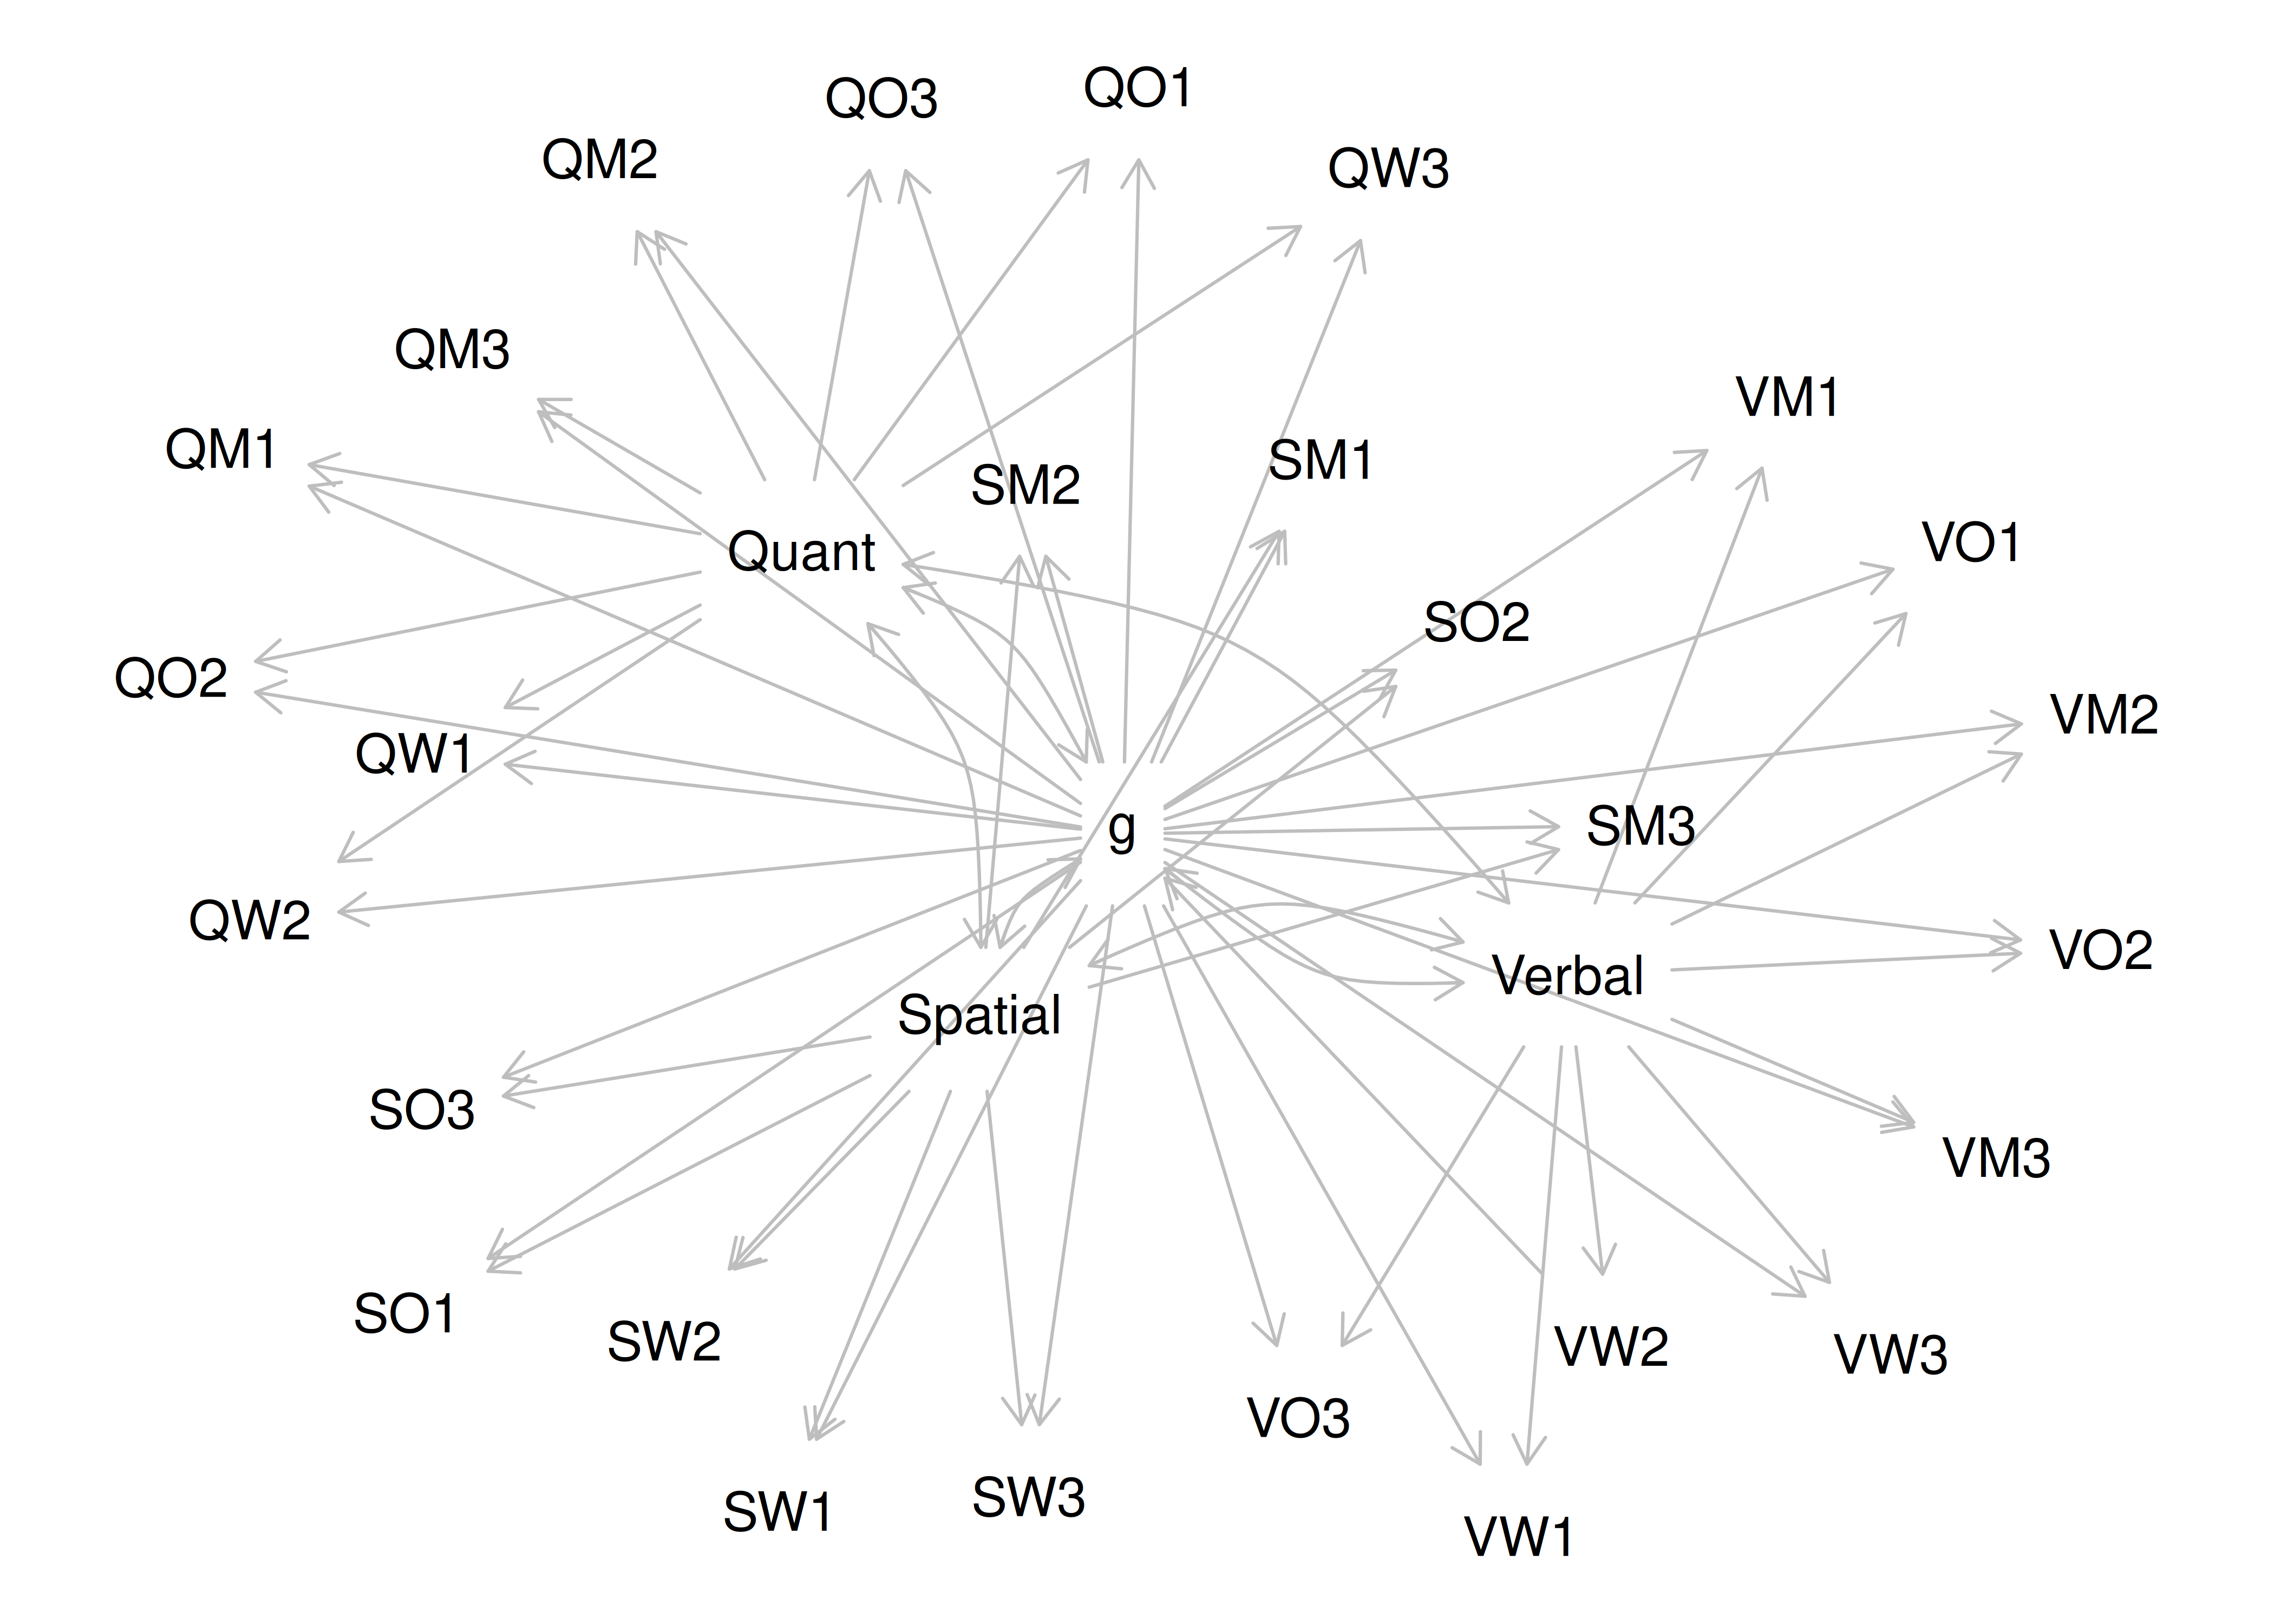 QO1
QO3
QM2
QW3
QM3
VM1
QM1
SM1
SM2
VO1
Quant
SO2
QO2
VM2
QW1
g
SM3
QW2
VO2
Verbal
Spatial
SO3
VM3
SO1
SW2
VW2
VW3
VO3
SW3
SW1
VW1